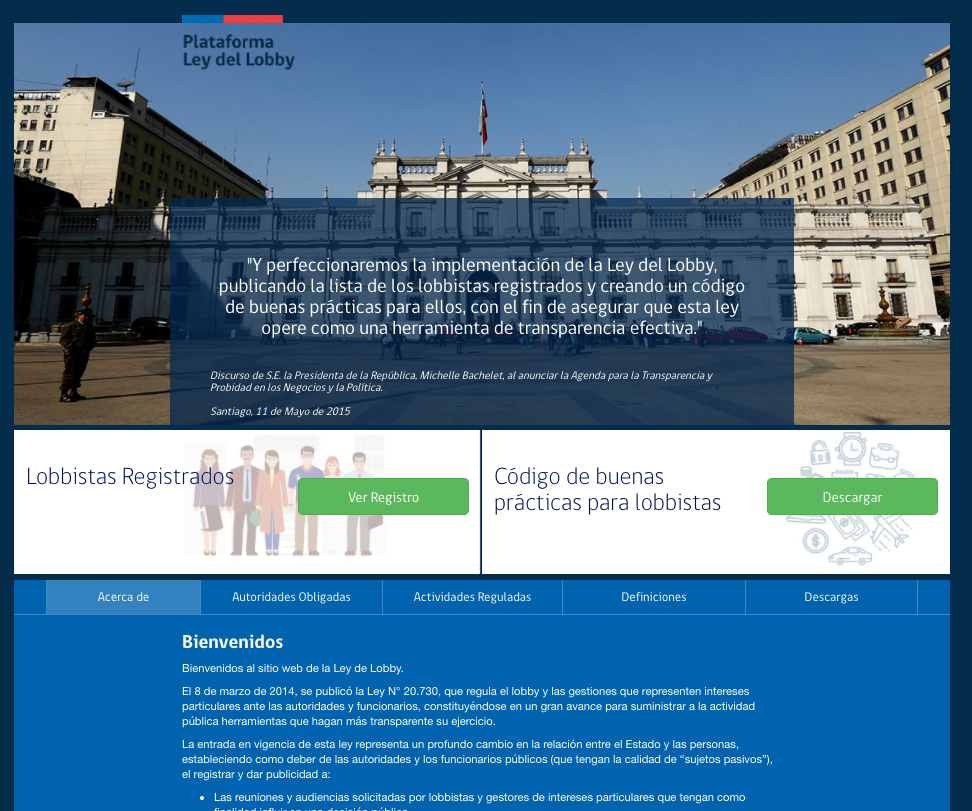 Plataforma
Ley del Lobby
"Y perfeccionaremos la implementación de la Ley del Lobby,
publicando la lista de los lobbistas registrados y creando un código
de buenas prácticas para ellos, con el fin de asegurar que esta ley
opere como una herramienta de transparencia efectiva."
Discurso de S.E. la Presidenta de la República, Michelle Bachelet, al anunciar la Agenda para la Transparencia y
Probidad en los Negocios y la Política.
Santiago, 11 de Mayo de 2015
Lobbistas Registrados
Ver Registro
Código de buenas
prácticas para lobbistas
Descargar
Acerca de
Autoridades Obligadas
Actividades Reguladas
Definiciones
Descargas
Bienvenidos
Bienvenidos al sitio web de la Ley de Lobby.
El 8 de marzo de 2014, se publicó la Ley N° 20.730, que regula el lobby y las gestiones que representen intereses
particulares ante las autoridades y funcionarios, constituyéndose en un gran avance para suministrar a la actividad
pública herramientas que hagan más transparente su ejercicio.
La entrada en vigencia de esta ley representa un profundo cambio en la relación entre el Estado y las personas,
estableciendo como deber de las autoridades y los funcionarios públicos (que tengan la calidad de “sujetos pasivos”),
el registrar y dar publicidad a:
Las reuniones y audiencias solicitadas por lobbistas y gestores de intereses particulares que tengan como